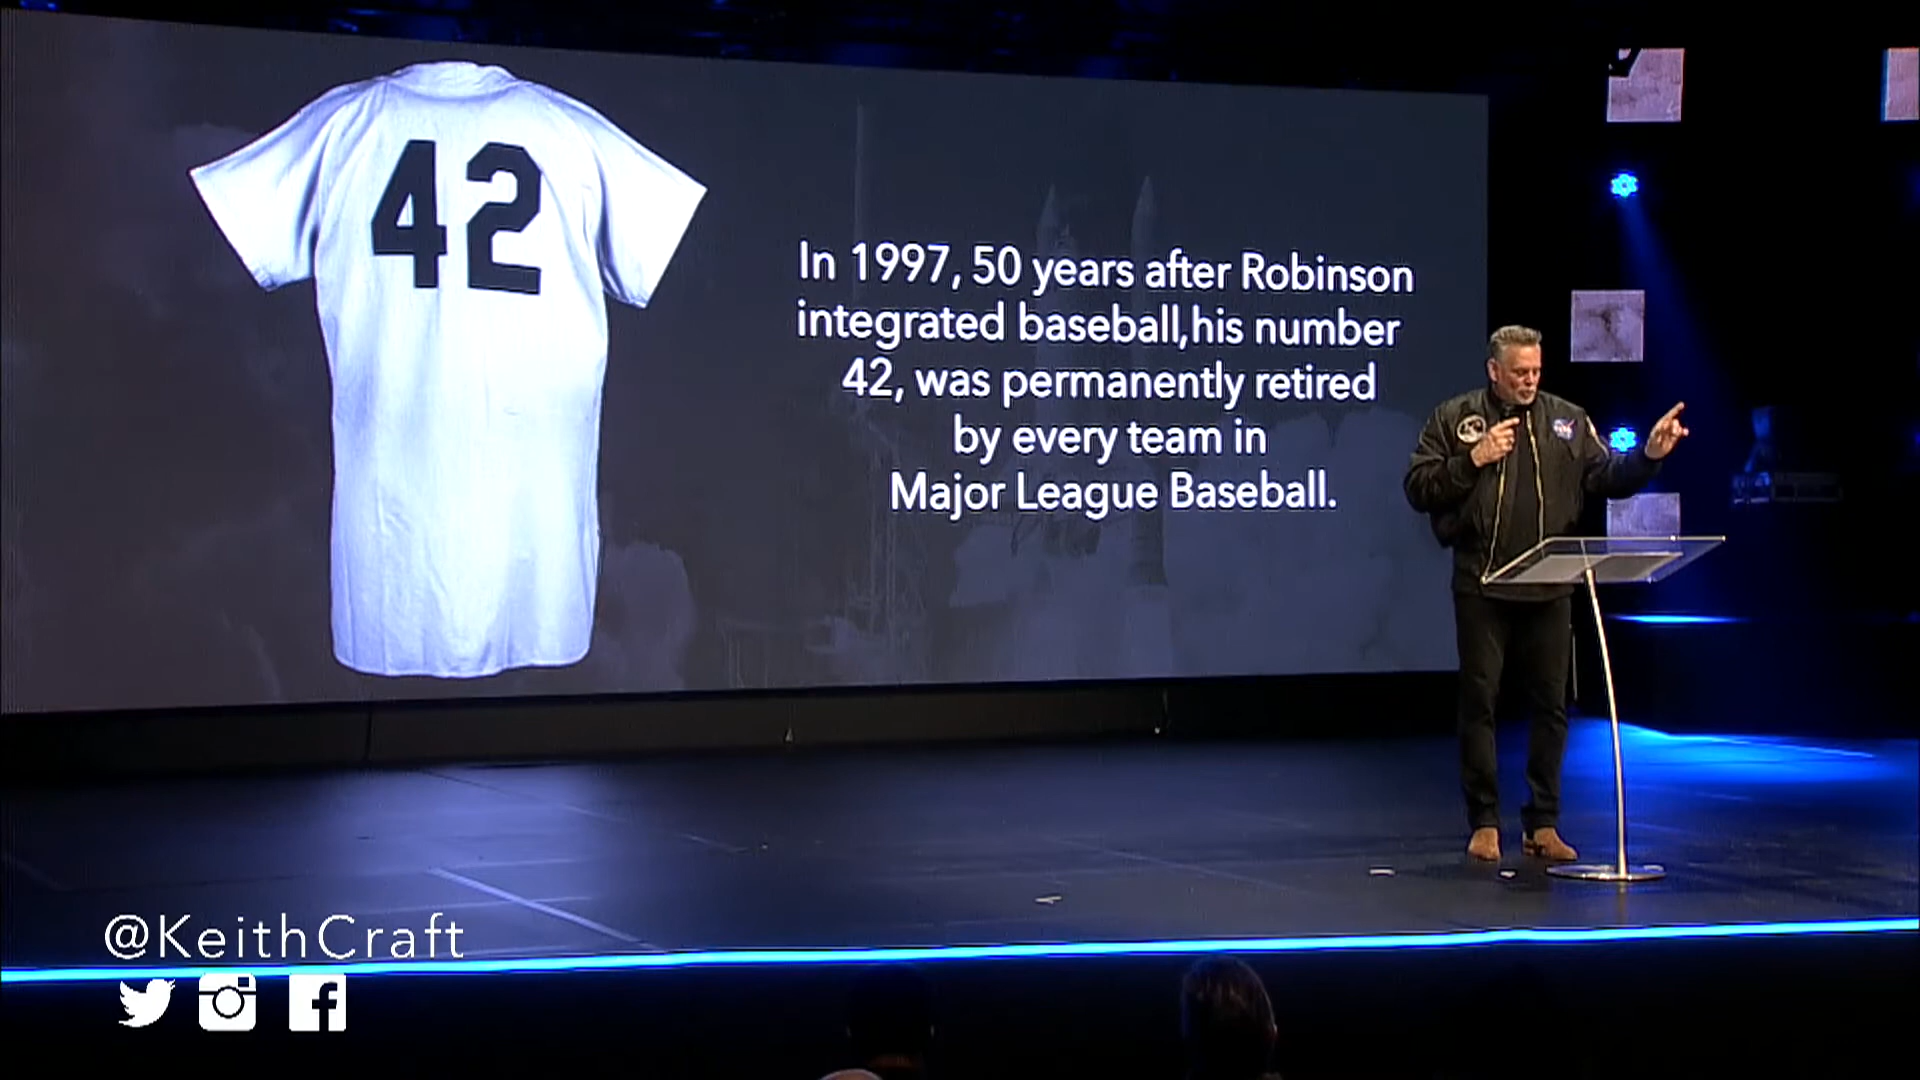 42
In 1997, 50 years after Robinson
integrated baseball,his number
42, was permanently retired
by every team in
Major League Baseball.
NASA
@KeithCraft